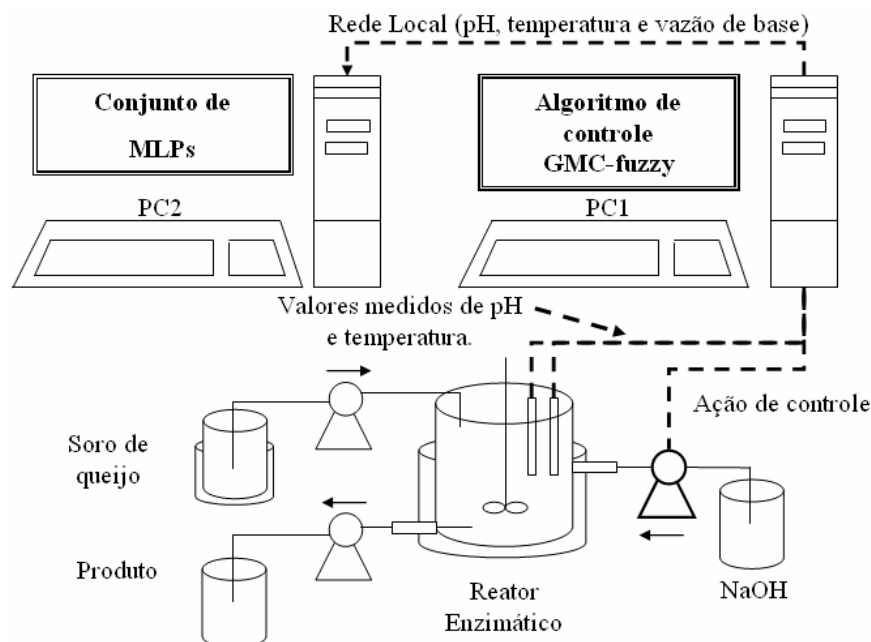 Rede Local (pH, temperatura e vazão de base)
Conjunto de
MLPs
Algoritmo de
controle
GMC-fuzzy
PC2
PC1
Valores medidos de pH
e temperatura.
Ação de controle
Soro de
queijo
Produto
Reator
Enzimático
NaOH